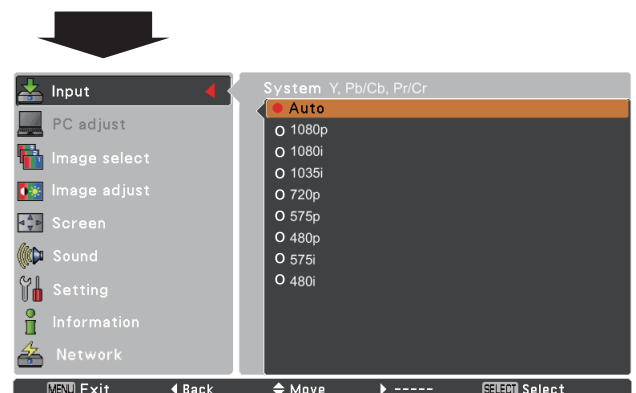 Input
PC adjust
Image select
Image adjust
Screen
Sound
Setting
Information
Network
System Y, Pb/Cb, Pr/Cr
Auto
1080p
1080i
1035i
720p
575p
480p
575i
480i
MENU Exit Back Move ----- SELECT Select